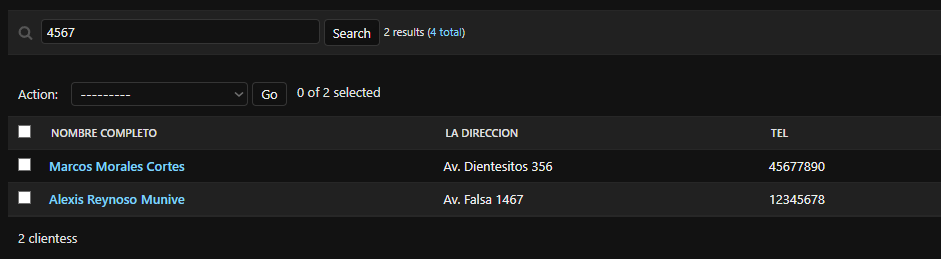 4567 Search 2 results (4 total)
Action: --------- Go 0 of 2 selected
NOMBRE COMPLETO LA DIRECCION TEL
Marcos Morales Cortes Av. Dientesitos 356 45677890
Alexis Reynoso Munive Av. Falsa 1467 12345678
2 clientess